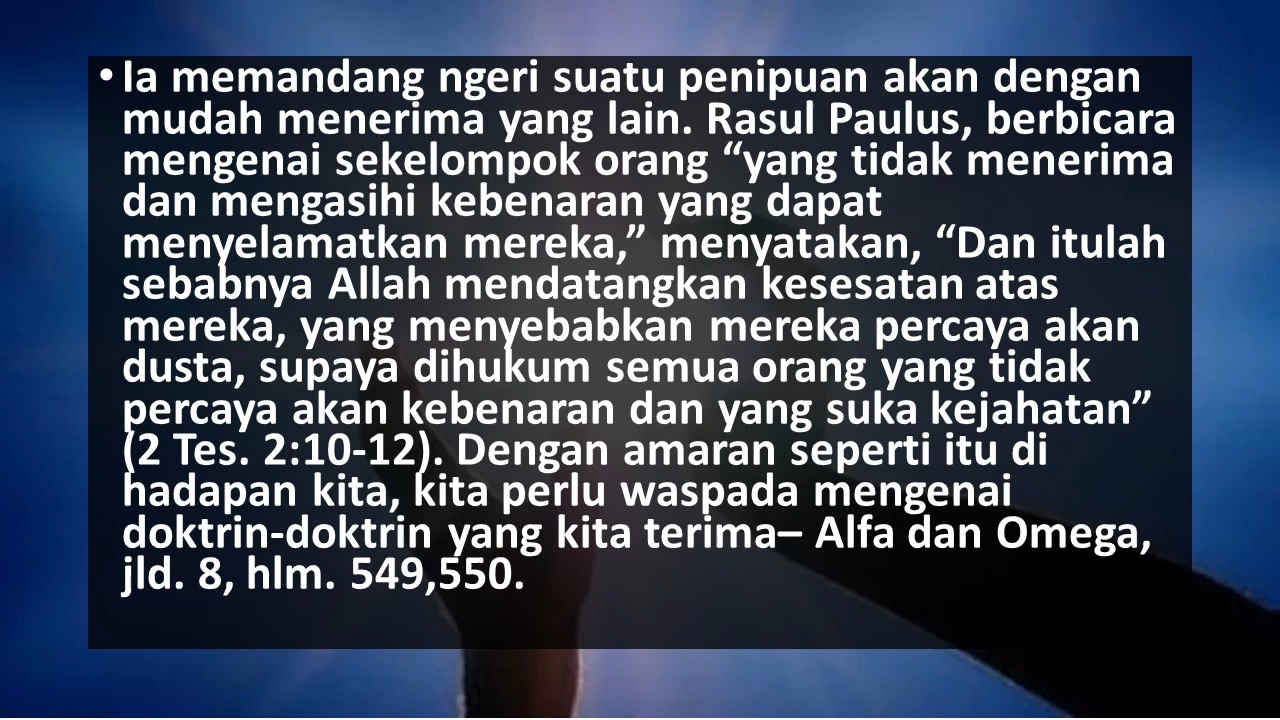 • Ia memandang ngeri suatu penipuan akan dengan
mudah menerima yang lain. Rasul Paulus, berbicara
mengenai sekelompok orang “yang tidak menerima
dan mengasihi kebenaran yang dapat
menyelamatkan mereka,” menyatakan, “Dan itulah
sebabnya Allah mendatangkan kesesatan atas
mereka, yang menyebabkan mereka percaya akan
dusta, supaya dihukum semua orang yang tidak
percaya akan kebenaran dan yang suka kejahatan”
(2 Tes. 2:10-12). Dengan amaran seperti itu di
hadapan kita, kita perlu waspada mengenai
doktrin-doktrin yang kita terima– Alfa dan Omega,
jld. 8, hlm. 549,550.